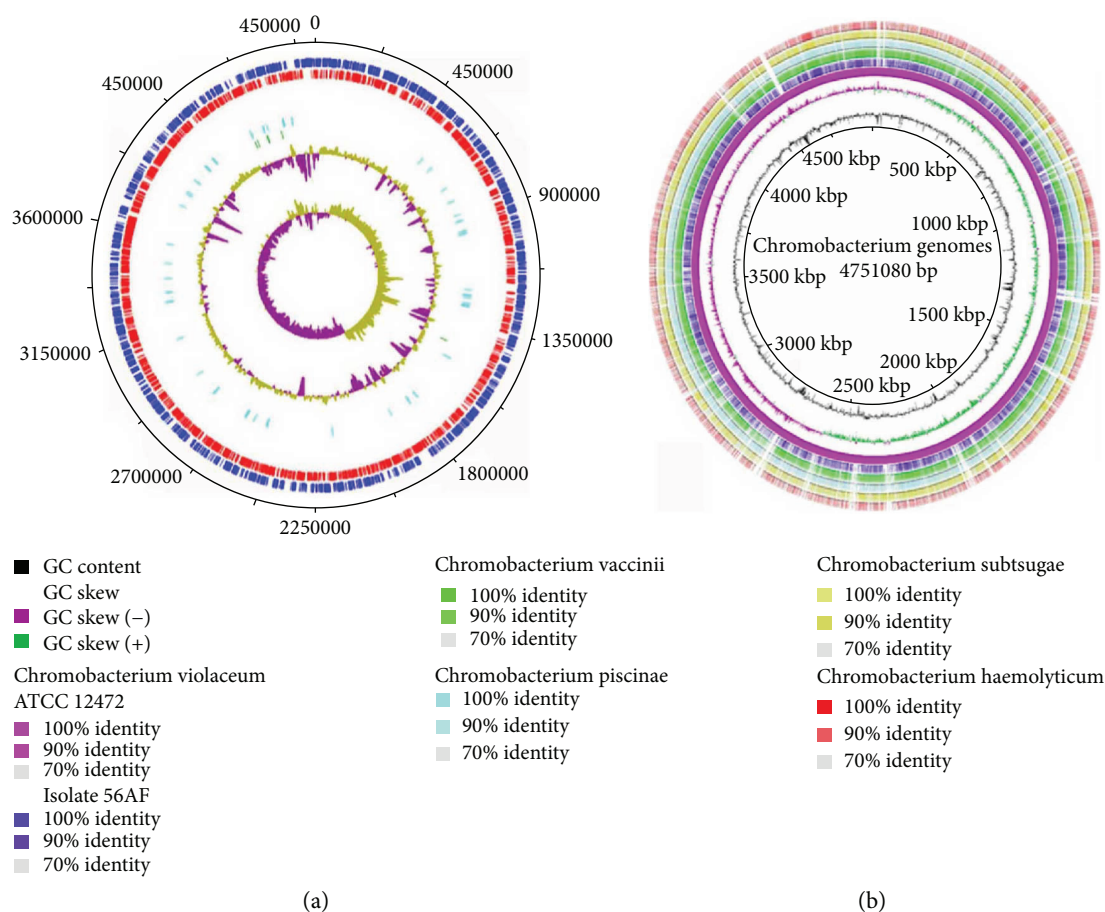 450000 0
450000
450000
900000
1350000
1800000
2250000
2700000
3150000
3600000
4500 kbp
500 kbp
4000 kbp
1000 kbp
Chromobacterium genomes
4751080 bp
3500 kbp
1500 kbp
3000 kbp
2000 kbp
2500 kbp
GC content
GC skew
GC skew (−)
GC skew (+)
Chromobacterium violaceum
ATCC 12472
100% identity
90% identity
70% identity
Isolate 56AF
100% identity
90% identity
70% identity
Chromobacterium vaccinii
100% identity
90% identity
70% identity
Chromobacterium piscinae
100% identity
90% identity
70% identity
Chromobacterium subtsugae
100% identity
90% identity
70% identity
Chromobacterium haemolyticum
100% identity
90% identity
70% identity
(a)
(b)